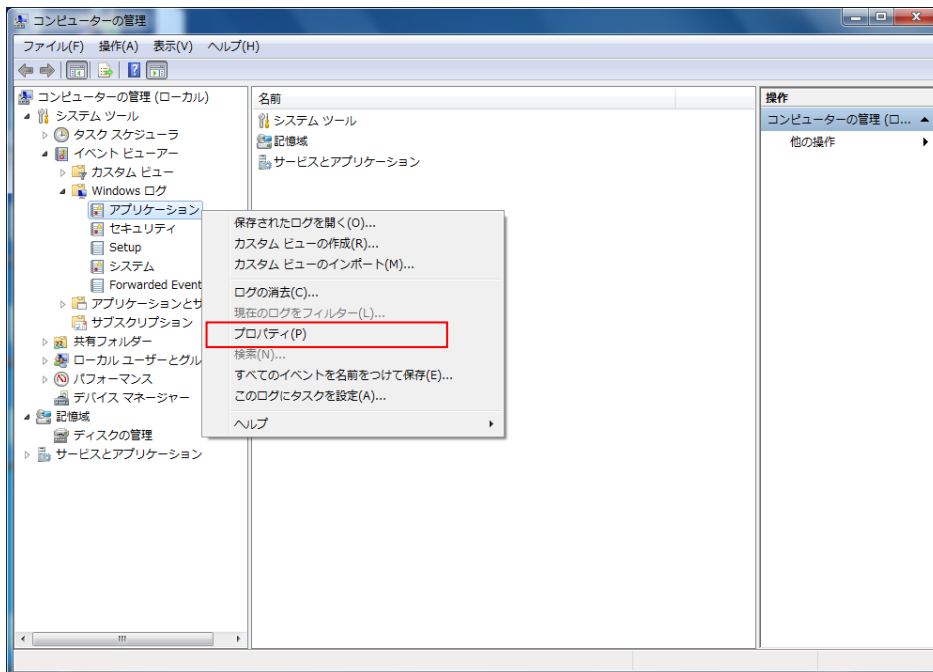 コンピューターの管理
ファイル(F) 操作(A) 表示(V) ヘルプ(H)
コンピューターの管理 (ローカル)
システム ツール
タスク スケジューラ
イベント ビューアー
カスタム ビュー
Windows ログ
アプリケーション
セキュリティ
Setup
システム
Forwarded Event
アプリケーションとサ
サブスクリプション
共有フォルダー
ローカル ユーザーとグル
パフォーマンス
デバイス マネージャー
記憶域
ディスクの管理
サービスとアプリケーション
名前
システム ツール
記憶域
サービスとアプリケーション
保存されたログを開く(O)...
カスタム ビューの作成(R)...
カスタム ビューのインポート(M)...
ログの消去(C)...
現在のログをフィルター(L)...
プロパティ(P)
検索(N)...
すべてのイベントを名前をつけて保存(E)...
このログにタスクを設定(A)...
ヘルプ
操作
コンピューターの管理 (ロ...
他の操作